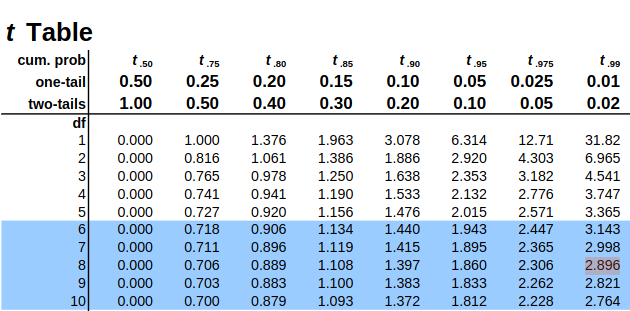 t Table
cum. prob t .50 t .75 t .80 t .85 t .90 t .95 t .975 t .99
one-tail 0.50 0.25 0.20 0.15 0.10 0.05 0.025 0.01
two-tails 1.00 0.50 0.40 0.30 0.20 0.10 0.05 0.02
df
1 0.000 1.000 1.376 1.963 3.078 6.314 12.71 31.82
2 0.000 0.816 1.061 1.386 1.886 2.920 4.303 6.965
3 0.000 0.765 0.978 1.250 1.638 2.353 3.182 4.541
4 0.000 0.741 0.941 1.190 1.533 2.132 2.776 3.747
5 0.000 0.727 0.920 1.156 1.476 2.015 2.571 3.365
6 0.000 0.718 0.906 1.134 1.440 1.943 2.447 3.143
7 0.000 0.711 0.896 1.119 1.415 1.895 2.365 2.998
8 0.000 0.706 0.889 1.108 1.397 1.860 2.306 2.896
9 0.000 0.703 0.883 1.100 1.383 1.833 2.262 2.821
10 0.000 0.700 0.879 1.093 1.372 1.812 2.228 2.764